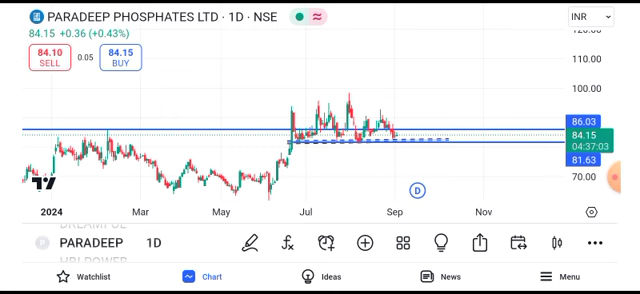 PARADEEP PHOSPHATES LTD · 1D · NSE
INR
84.15 +0.36 (+0.43%)
84.10
SELL
0.05
84.15
BUY
120.00
110.00
100.00
86.03
84.15
04:37:03
81.63
70.00
D
2024 Mar May Jul Sep Nov
DREAMFOL
P PARADEEP 1D
HBLPOWER
Watchlist Chart Ideas News Menu